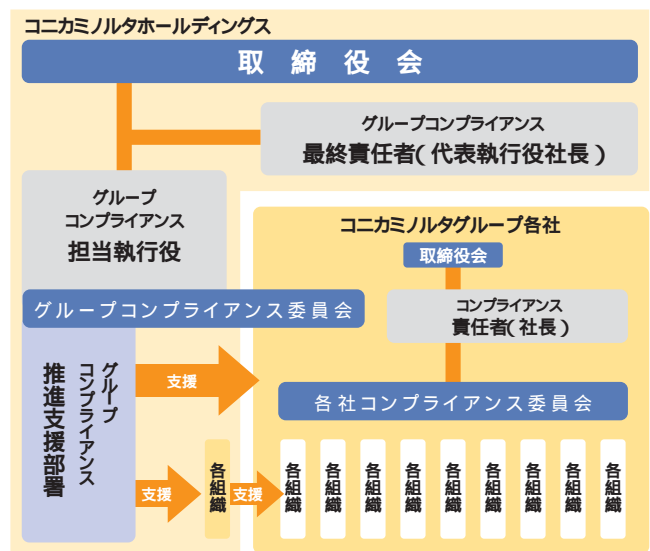 コニカミノルタホールディングス
取締役会
グループコンプライアンス
最終責任者(代表執行役社長)
グループ
コンプライアンス
担当執行役
コニカミノルタグループ各社
取締役会
コンプライアンス
責任者(社長)
グループコンプライアンス委員会
グループ
コンプライアンス
推進支援部署
支援
各社コンプライアンス委員会
支援
各組織
支援
各組織
各組織
各組織
各組織
各組織
各組織
各組織
各組織
各組織